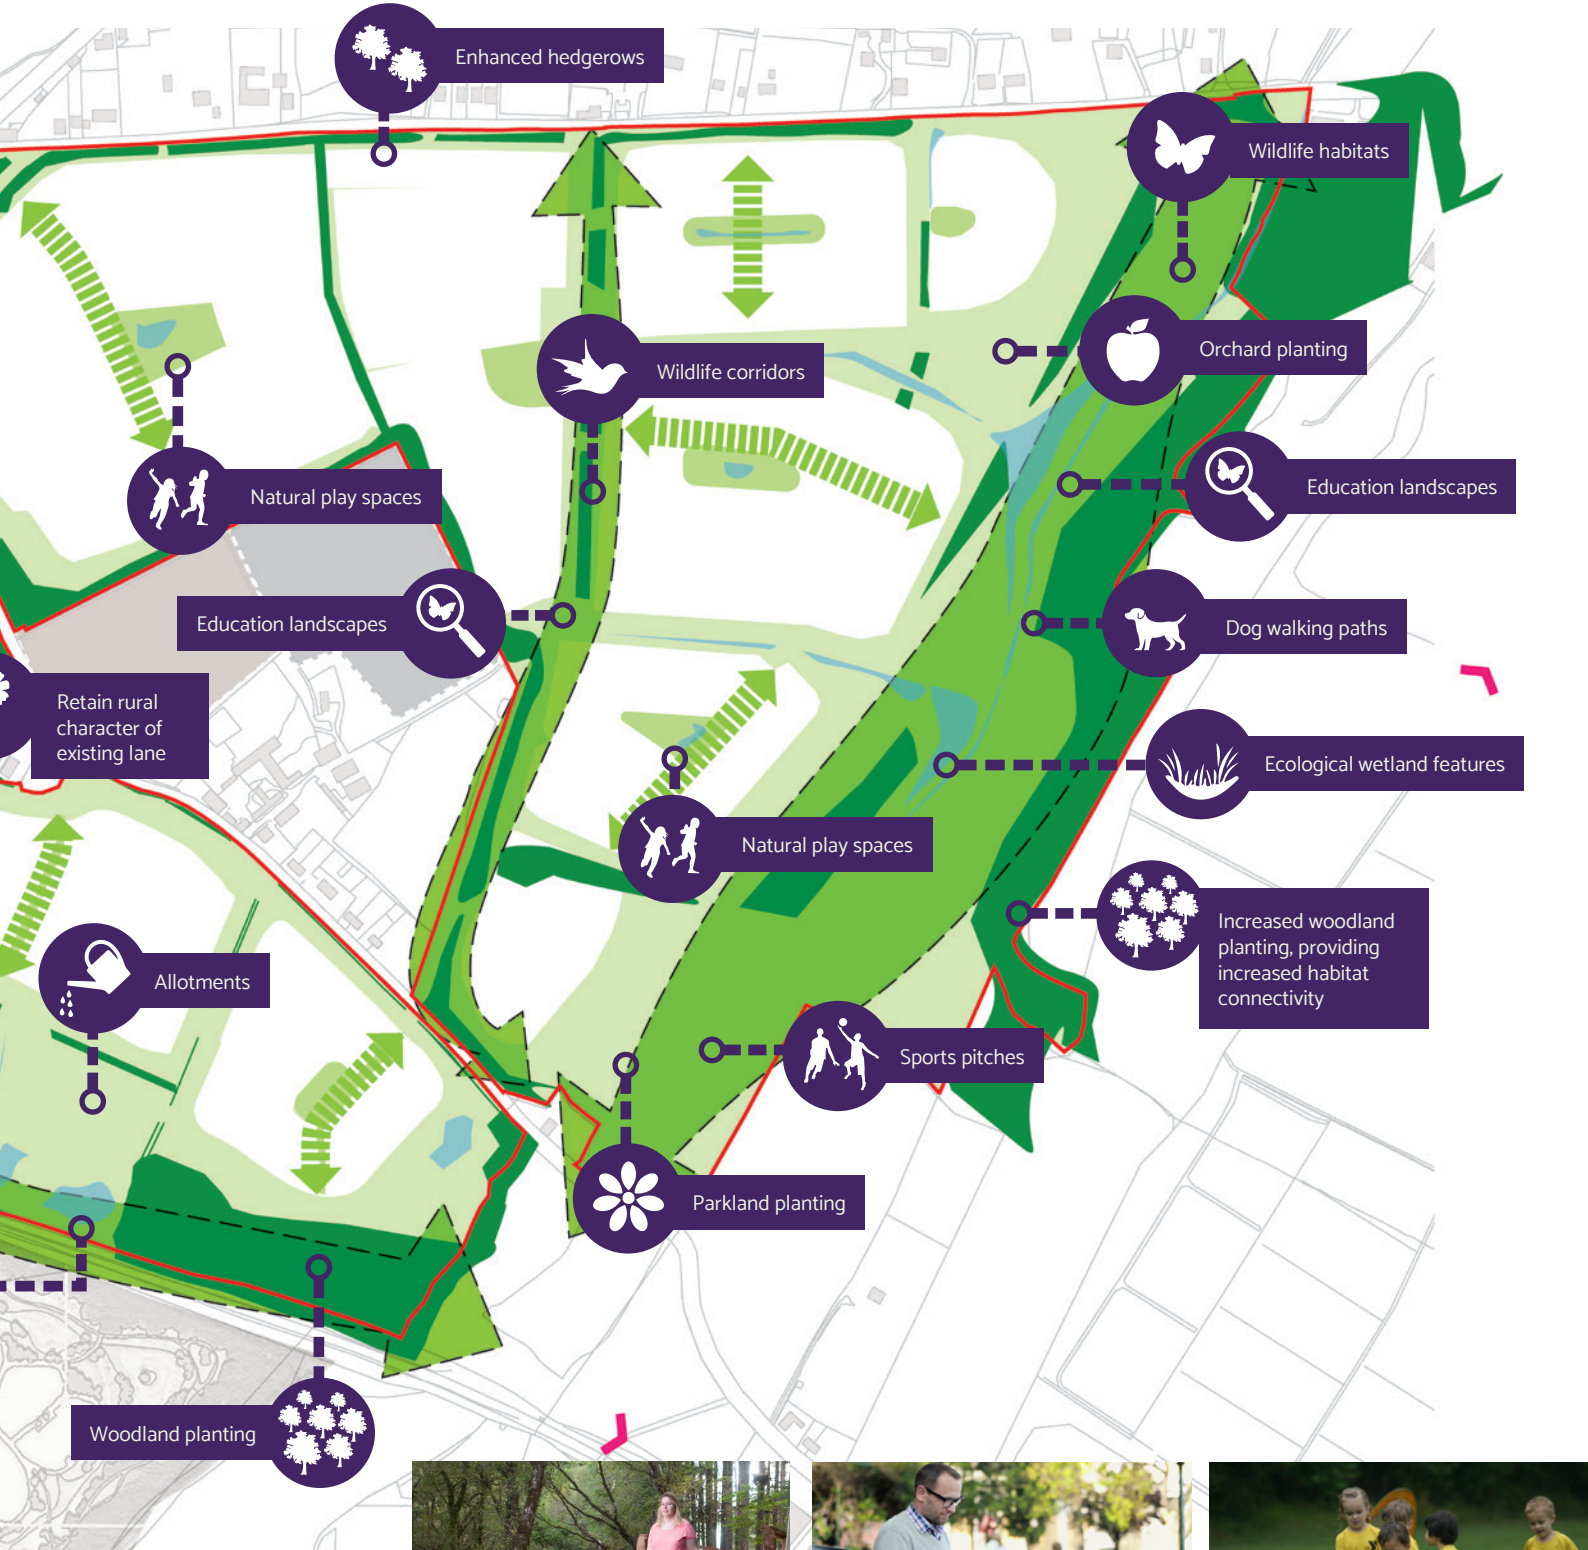 Enhanced hedgerows
Wildlife habitats
Orchard planting
Wildlife corridors
Natural play spaces
Education landscapes
Education landscapes
Dog walking paths
Retain rural
character of
existing lane
Ecological wetland features
Natural play spaces
Increased woodland
planting, providing
increased habitat
connectivity
Allotments
Sports pitches
Parkland planting
Woodland planting